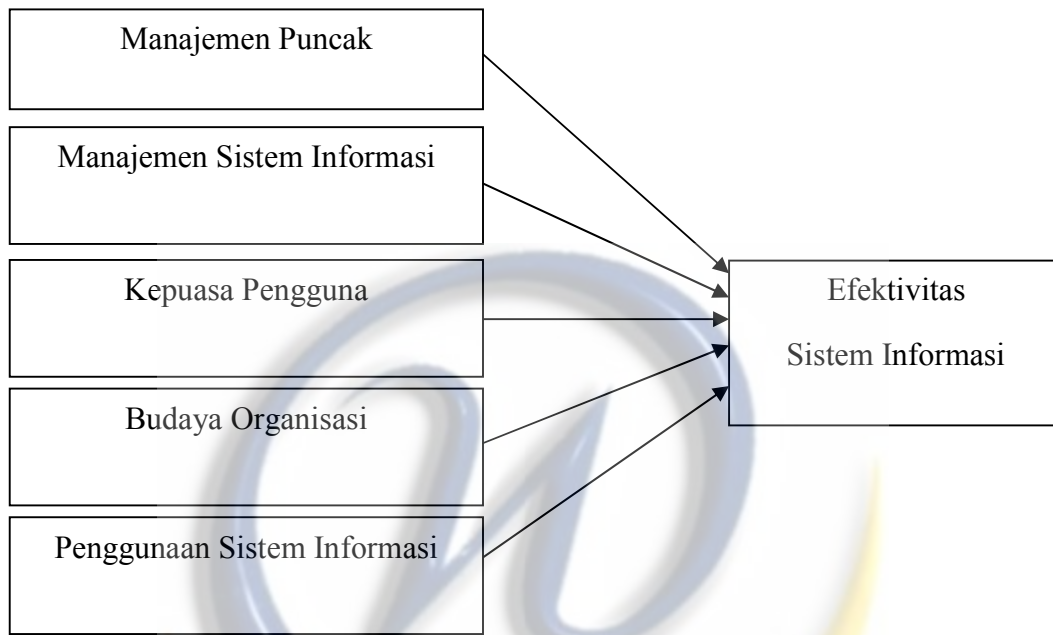 Manajemen Puncak
Manajemen Sistem Informasi
Kepuasa Pengguna
Budaya Organisasi
Penggunaan Sistem Informasi
Efektivitas
Sistem Informasi